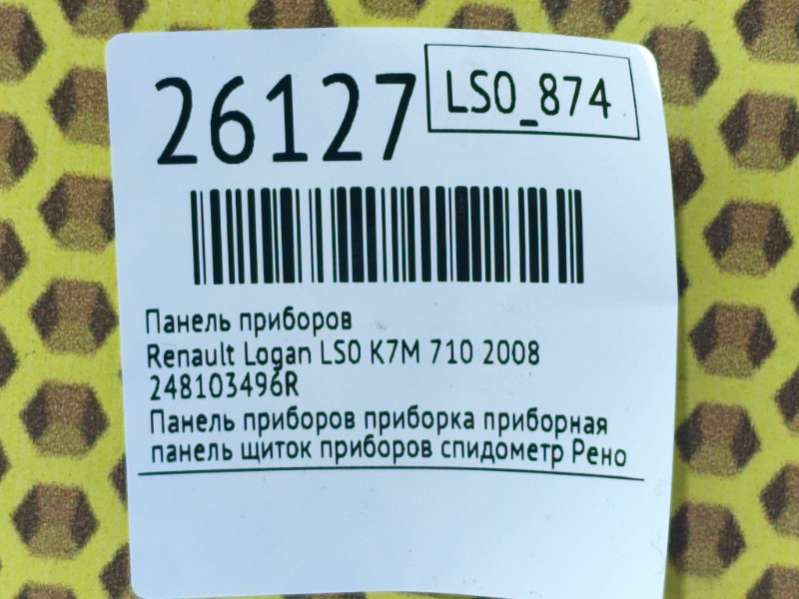 26127
LS0_874
Панель приборов
Renault Logan LS0 K7M 710 2008
248103496R
Панель приборов приборка приборная
панель щиток приборов спидометр Рено